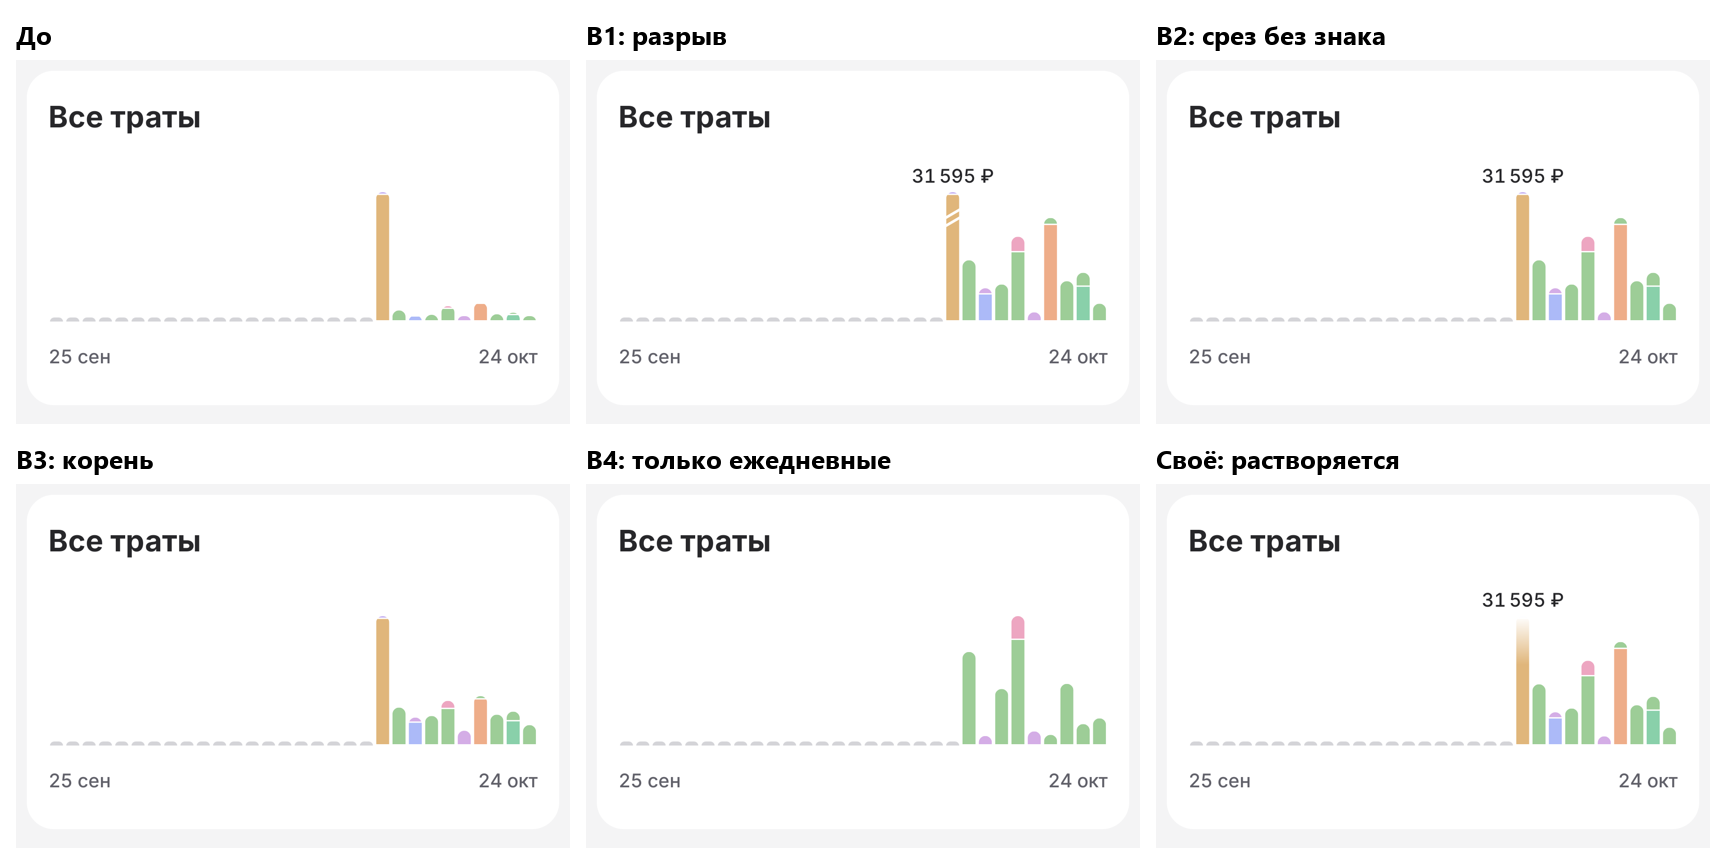 До
В1: разрыв
В2: срез без знака
Все траты
Все траты
Все траты
31 595 ₽
31 595 ₽
25 сен
24 окт
25 сен
24 окт
25 сен
24 окт
В3: корень
В4: только ежедневные
Своё: растворяется
Все траты
Все траты
Все траты
31 595 ₽
25 сен
24 окт
25 сен
24 окт
25 сен
24 окт